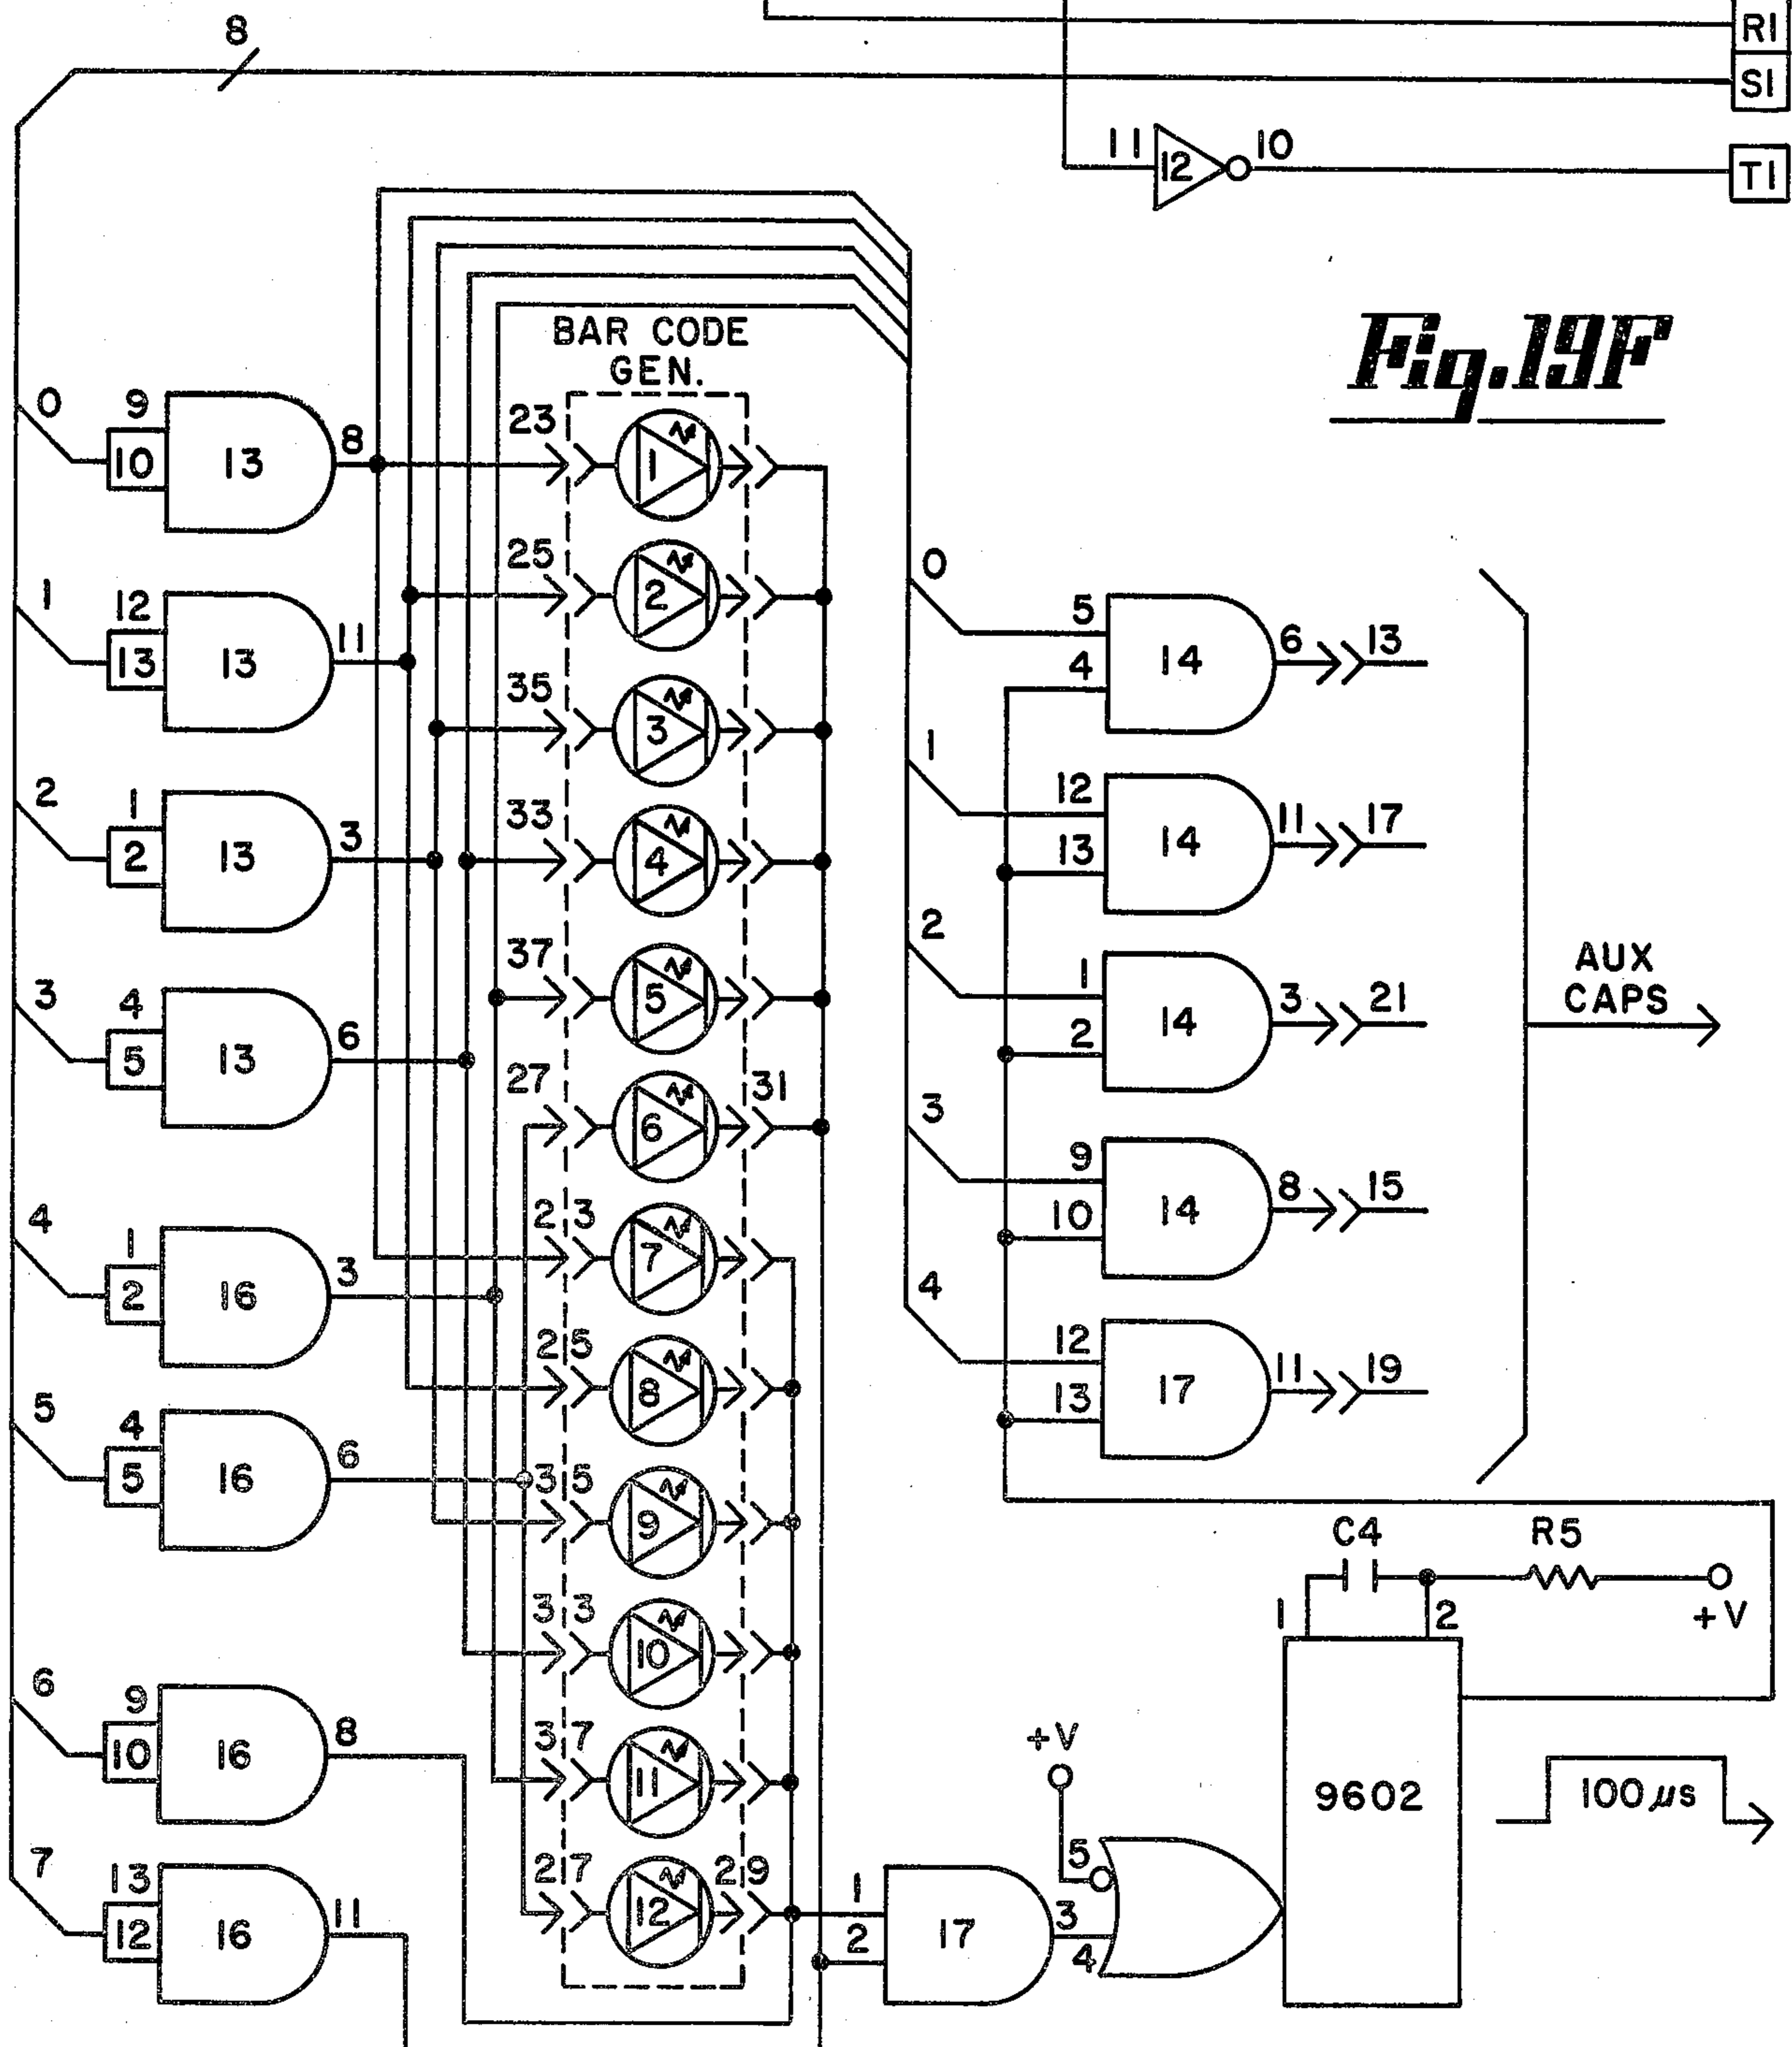 8
R1
S1
11 12 10 T1
Fig.19F
BAR CODE
GEN.
0 9 10 13 8 23 1
1 12 13 13 11 25 2
2 1 2 13 3 35 3
33 4
3 4 5 13 6 37 5
27 6 31
4 1 2 16 3 2 3 7
2 5 8
5 4 5 16 6 3 5 9
3 3 10
6 9 10 16 8 3 7 11
7 13 12 16 11 2 7 12 2 9
0 5 4 14 6 13
1 12 13 14 11 17
2 1 2 14 3 21
3 9 10 14 8 15
4 12 13 17 11 19
AUX
CAPS
C4 R5
1 2 +V
+V
9602
100 µs
1 2 17 3 4 5